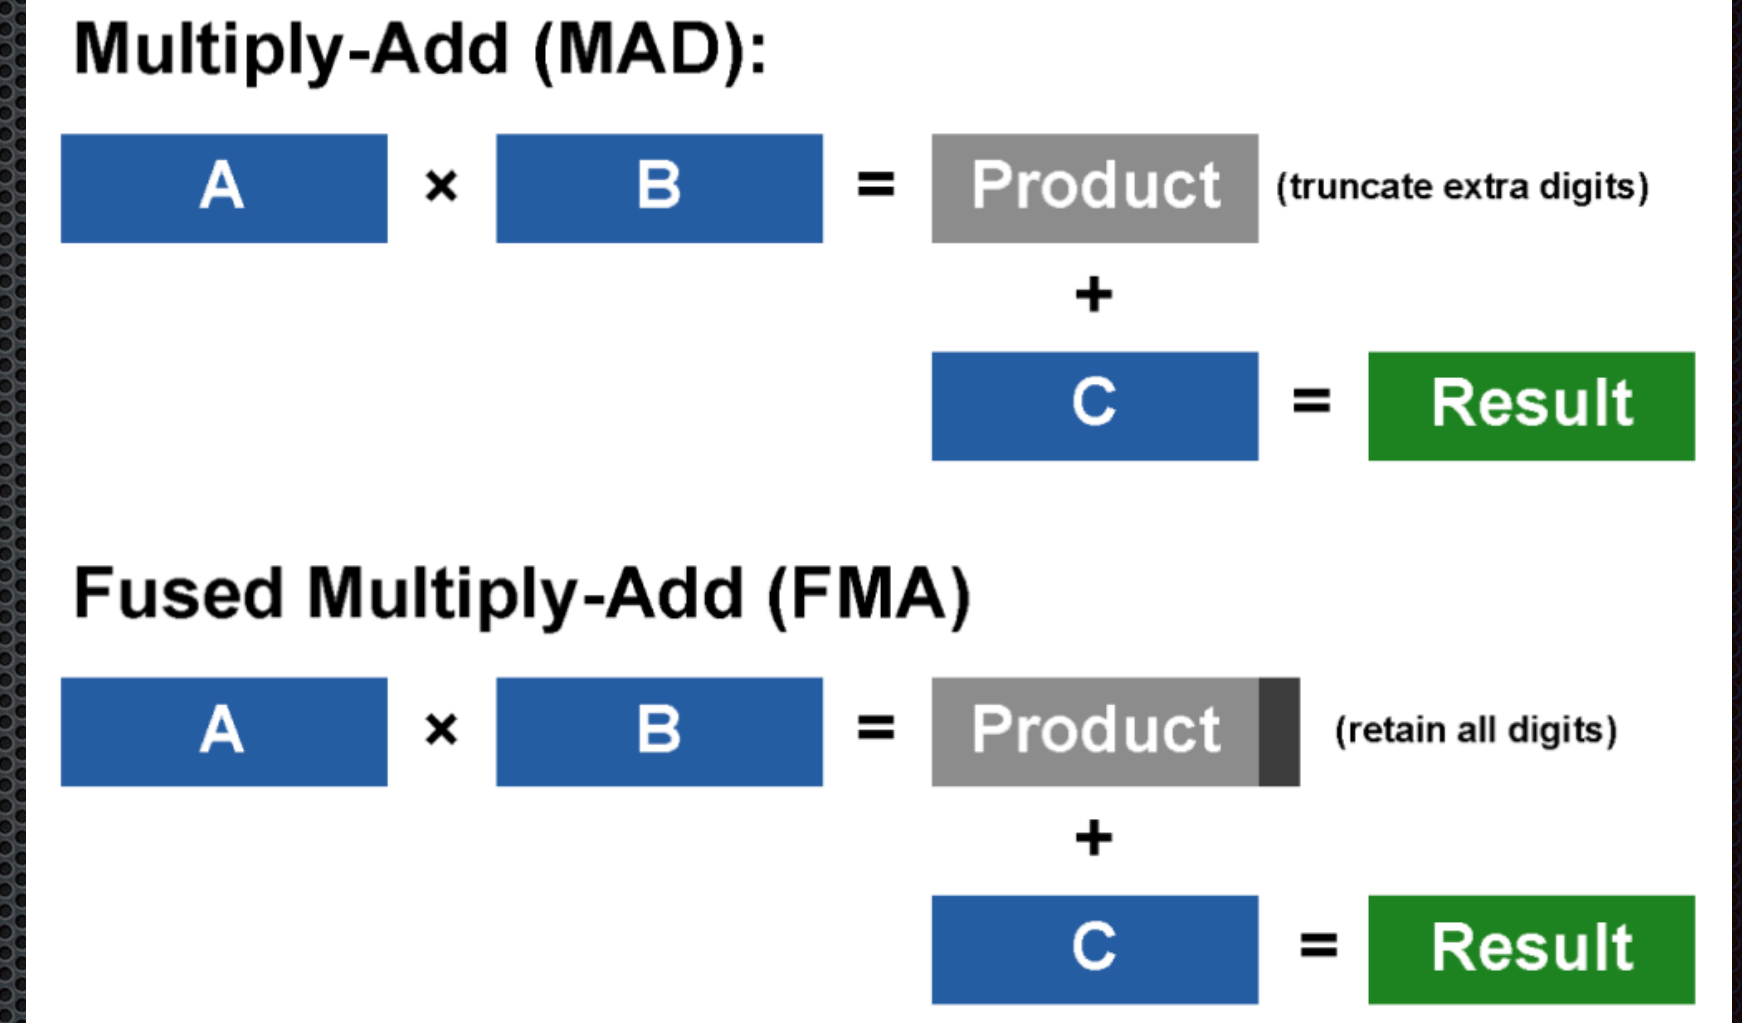 Multiply-Add (MAD):
A × B = Product (truncate extra digits)
+
C = Result
Fused Multiply-Add (FMA)
A × B = Product (retain all digits)
+
C = Result